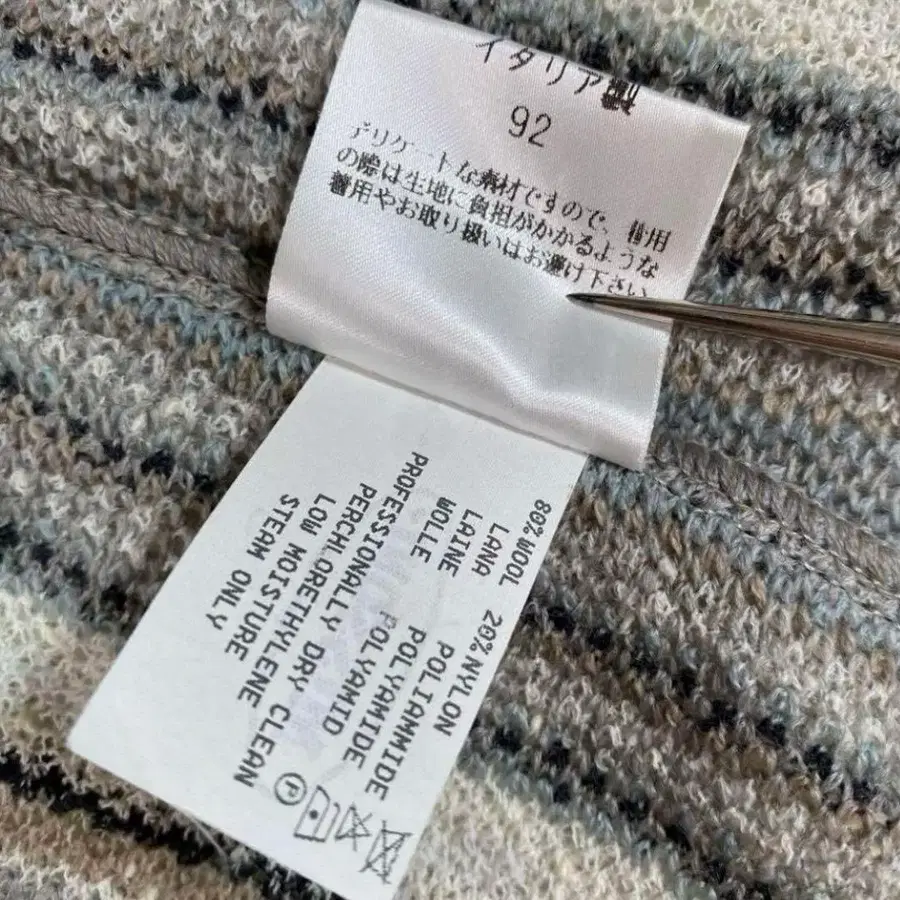 イタリア製
92
デリケートな素材ですので、着用
の際は生地に負担がかかるような
着用やお取り扱いはお避け下さい
80%WOOL 20%NYLON
LANA POLIAMMIDE
LAINE POLYAMIDE
WOLLE POLYAMID
PROFESSIONALLY DRY CLEAN
PERCHLORETHYLENE
LOW MOISTURE
STEAM ONLY
P